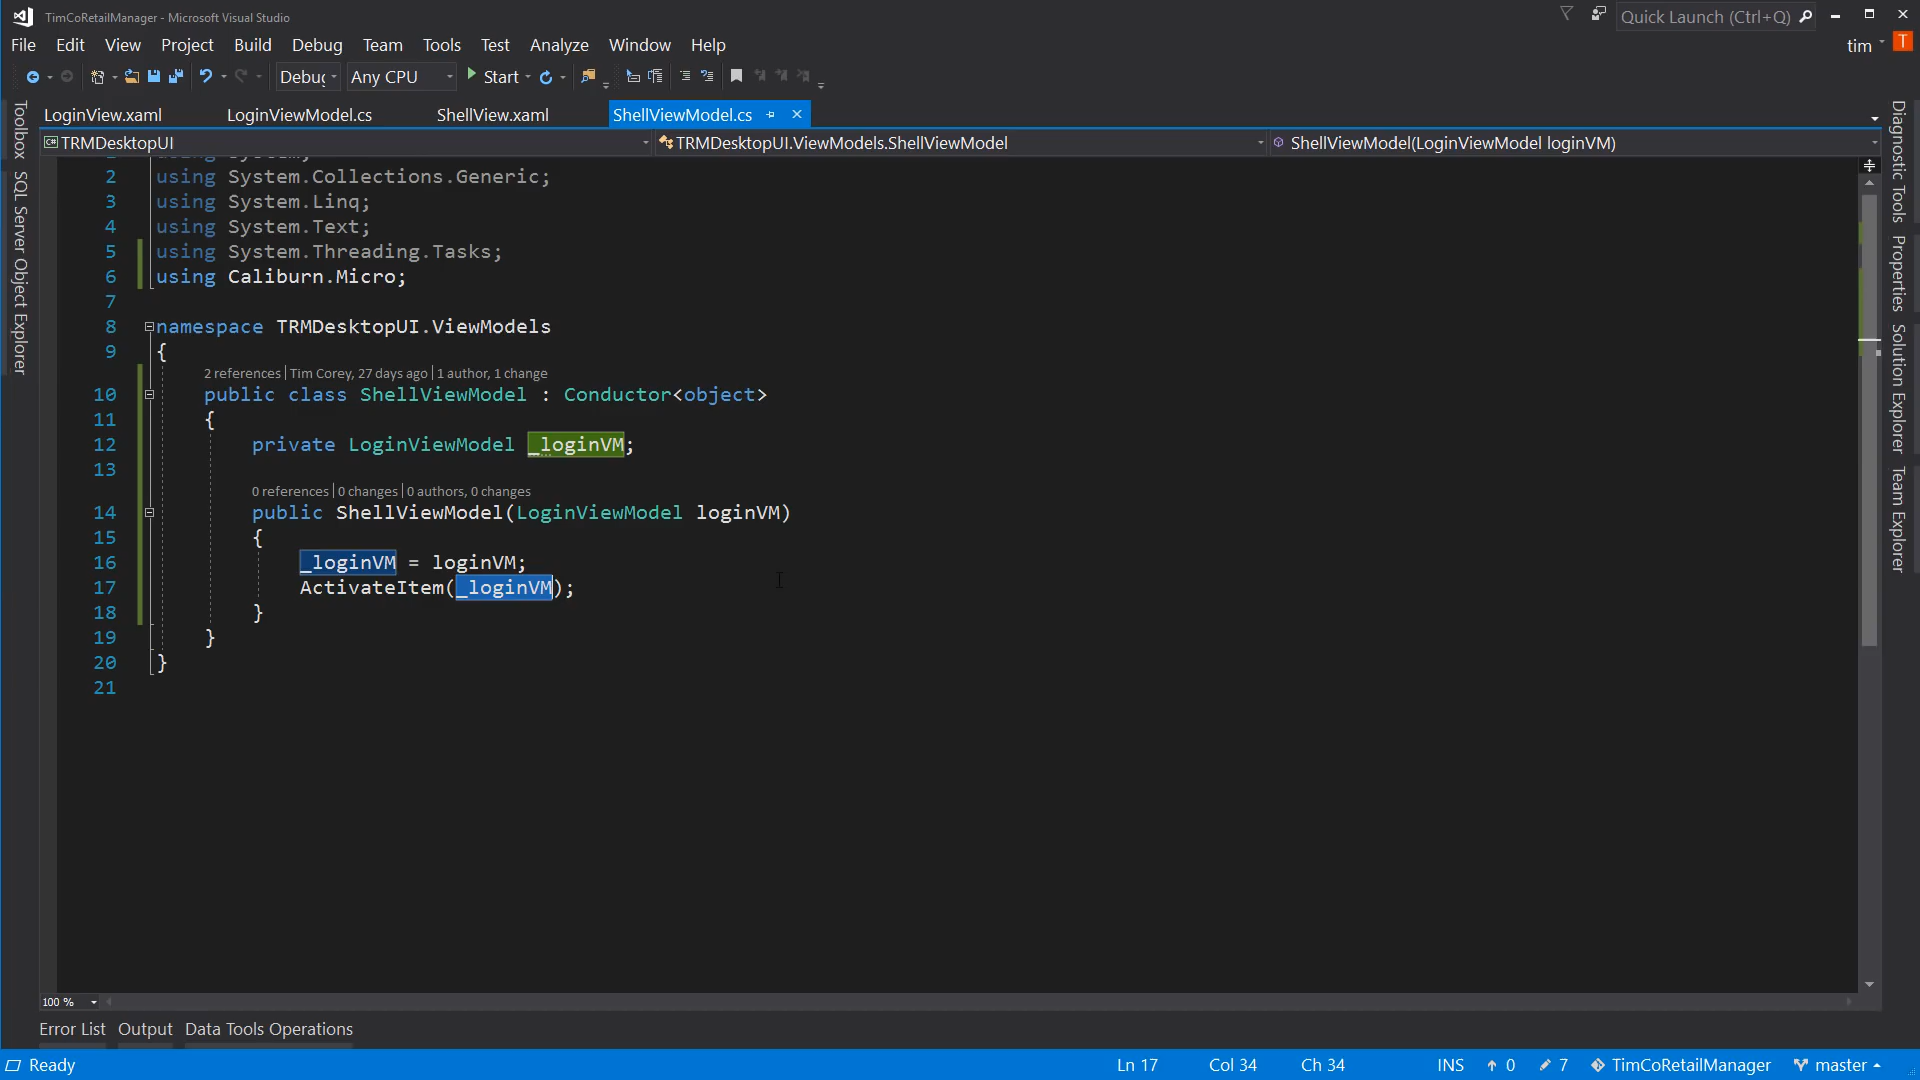 TimCoRetailManager - Microsoft Visual Studio
Quick Launch (Ctrl+Q)
File Edit View Project Build Debug Team Tools Test Analyze Window Help
tim T
Debug Any CPU Start
LoginView.xaml LoginViewModel.cs ShellView.xaml ShellViewModel.cs
TRMDesktopUI TRMDesktopUI.ViewModels.ShellViewModel ShellViewModel(LoginViewModel loginVM)
Toolbox
SQL Server Object Explorer
Diagnostic Tools
Properties
Solution Explorer
Team Explorer
using System;
2 using System.Collections.Generic;
3 using System.Linq;
4 using System.Text;
5 using System.Threading.Tasks;
6 using Caliburn.Micro;
7
8 namespace TRMDesktopUI.ViewModels
9 {
2 references | Tim Corey, 27 days ago | 1 author, 1 change
10 public class ShellViewModel : Conductor<object>
11 {
12 private LoginViewModel _loginVM;
13
0 references | 0 changes | 0 authors, 0 changes
14 public ShellViewModel(LoginViewModel loginVM)
15 {
16 _loginVM = loginVM;
17 ActivateItem(_loginVM);
18 }
19 }
20 }
21
100 %
Error List Output Data Tools Operations
Ready Ln 17 Col 34 Ch 34 INS 0 7 TimCoRetailManager master